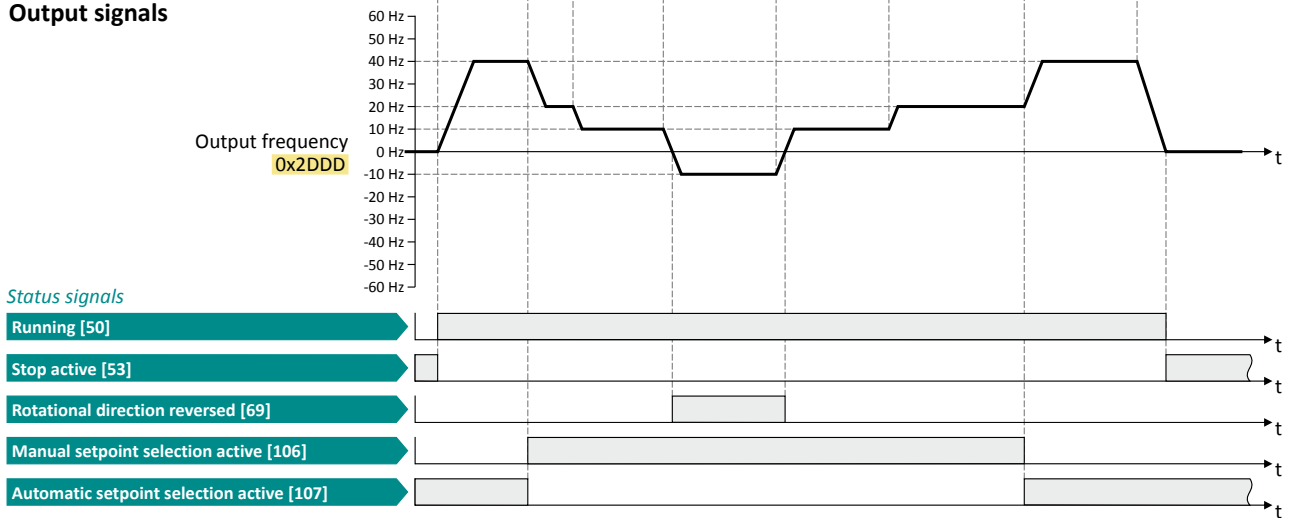 Output signals
60 Hz
50 Hz
40 Hz
30 Hz
20 Hz
10 Hz
0 Hz
-10 Hz
-20 Hz
-30 Hz
-40 Hz
-50 Hz
-60 Hz
Output frequency
0x2DDD
t
Status signals
Running [50]
t
Stop active [53]
t
Rotational direction reversed [69]
t
Manual setpoint selection active [106]
t
Automatic setpoint selection active [107]
t